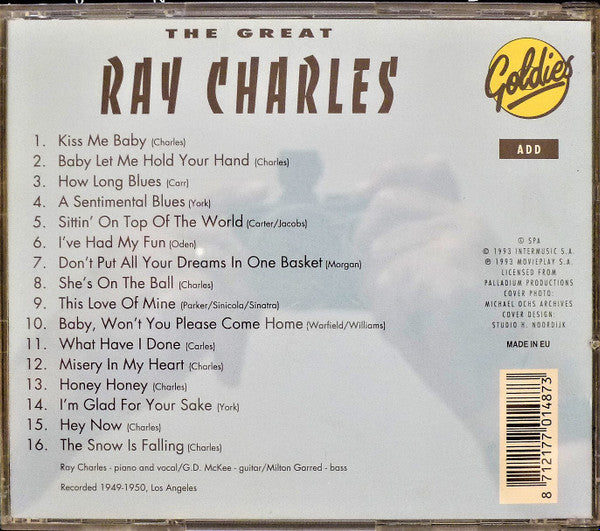 THE GREAT
RAY CHARLES
Goldies
ADD
1. Kiss Me Baby (Charles)
2. Baby Let Me Hold Your Hand (Charles)
3. How Long Blues (Carr)
4. A Sentimental Blues (York)
5. Sittin' On Top Of The World (Carter/Jacobs)
6. I've Had My Fun (Oden)
7. Don't Put All Your Dreams In One Basket (Morgan)
8. She's On The Ball (Charles)
9. This Love Of Mine (Parker/Sinicola/Sinatra)
10. Baby, Won't You Please Come Home (Warfield/Williams)
11. What Have I Done (Carles)
12. Misery In My Heart (Charles)
13. Honey Honey (Charles)
14. I'm Glad For Your Sake (York)
15. Hey Now (Charles)
16. The Snow Is Falling (Charles)
Ray Charles - piano and vocal/G.D. McKee - guitar/Milton Garred - bass
Recorded 1949-1950, Los Angeles
SPA
© 1993 INTERMUSIC S.A.
℗ 1993 MOVIEPLAY S.A.
LICENSED FROM
PALLADIUM PRODUCTIONS
COVER PHOTO:
MICHAEL OCHS ARCHIVES
COVER DESIGN:
STUDIO H. NOORDIJK
MADE IN EU
8 712177 014873